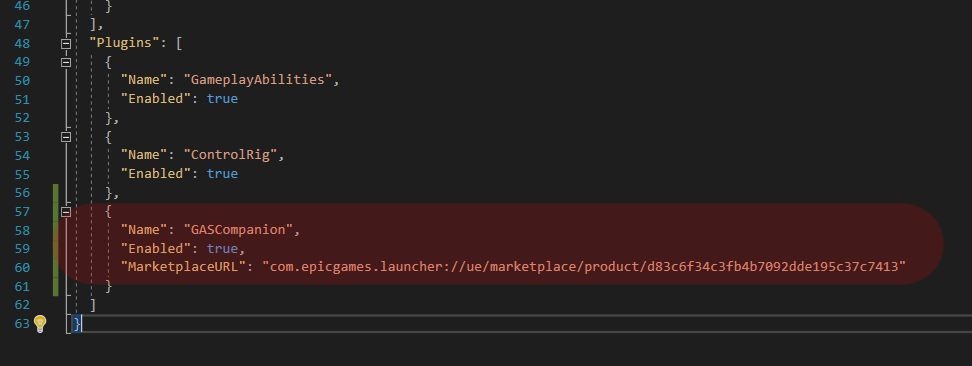 46 }
47 ],
48 "Plugins": [
49 {
50 "Name": "GameplayAbilities",
51 "Enabled": true
52 },
53 {
54 "Name": "ControlRig",
55 "Enabled": true
56 },
57 {
58 "Name": "GASCompanion",
59 "Enabled": true,
60 "MarketplaceURL": "com.epicgames.launcher://ue/marketplace/product/d83c6f34c3fb4b7092dde195c37c7413"
61 }
62 ]
63 }